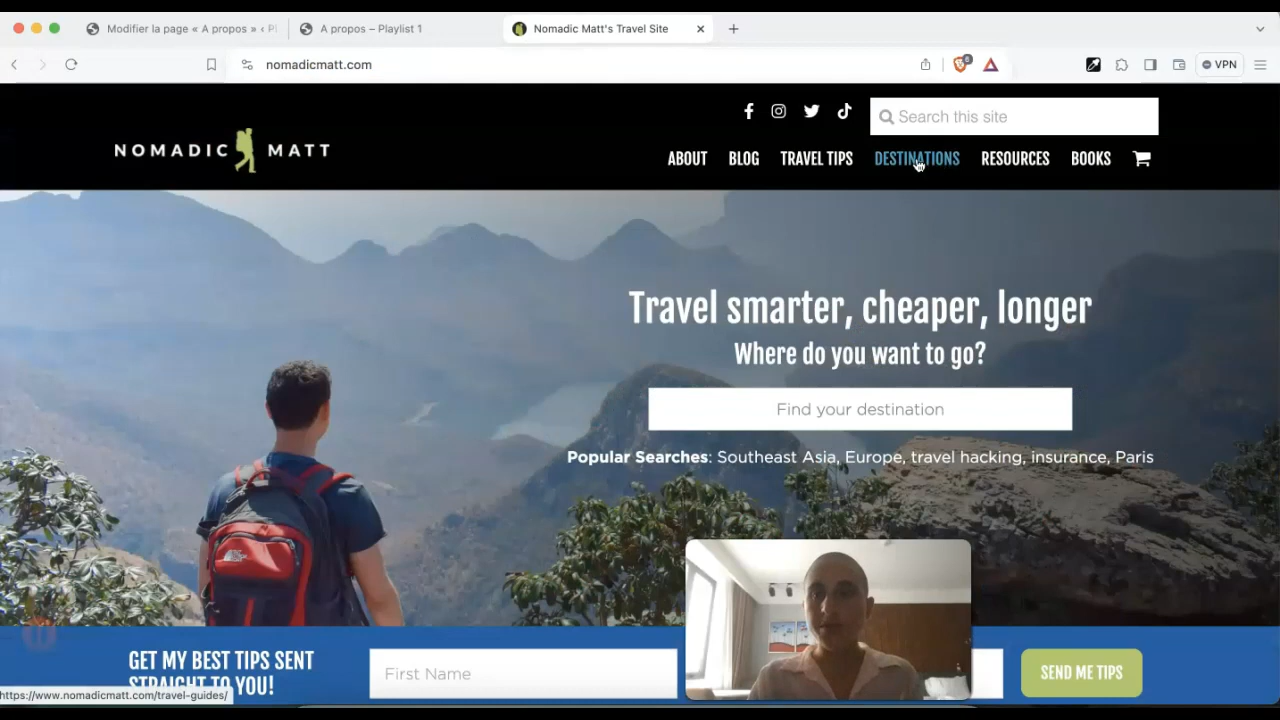 Modifier la page « A propos » ‹ Pl
A propos – Playlist 1
Nomadic Matt's Travel Site
nomadicmatt.com
6
VPN
Search this site
NOMADIC MATT
ABOUT BLOG TRAVEL TIPS DESTINATIONS RESOURCES BOOKS
Travel smarter, cheaper, longer
Where do you want to go?
Find your destination
Popular Searches: Southeast Asia, Europe, travel hacking, insurance, Paris
GET MY BEST TIPS SENT
STRAIGHT TO YOU!
First Name
SEND ME TIPS
https://www.nomadicmatt.com/travel-guides/